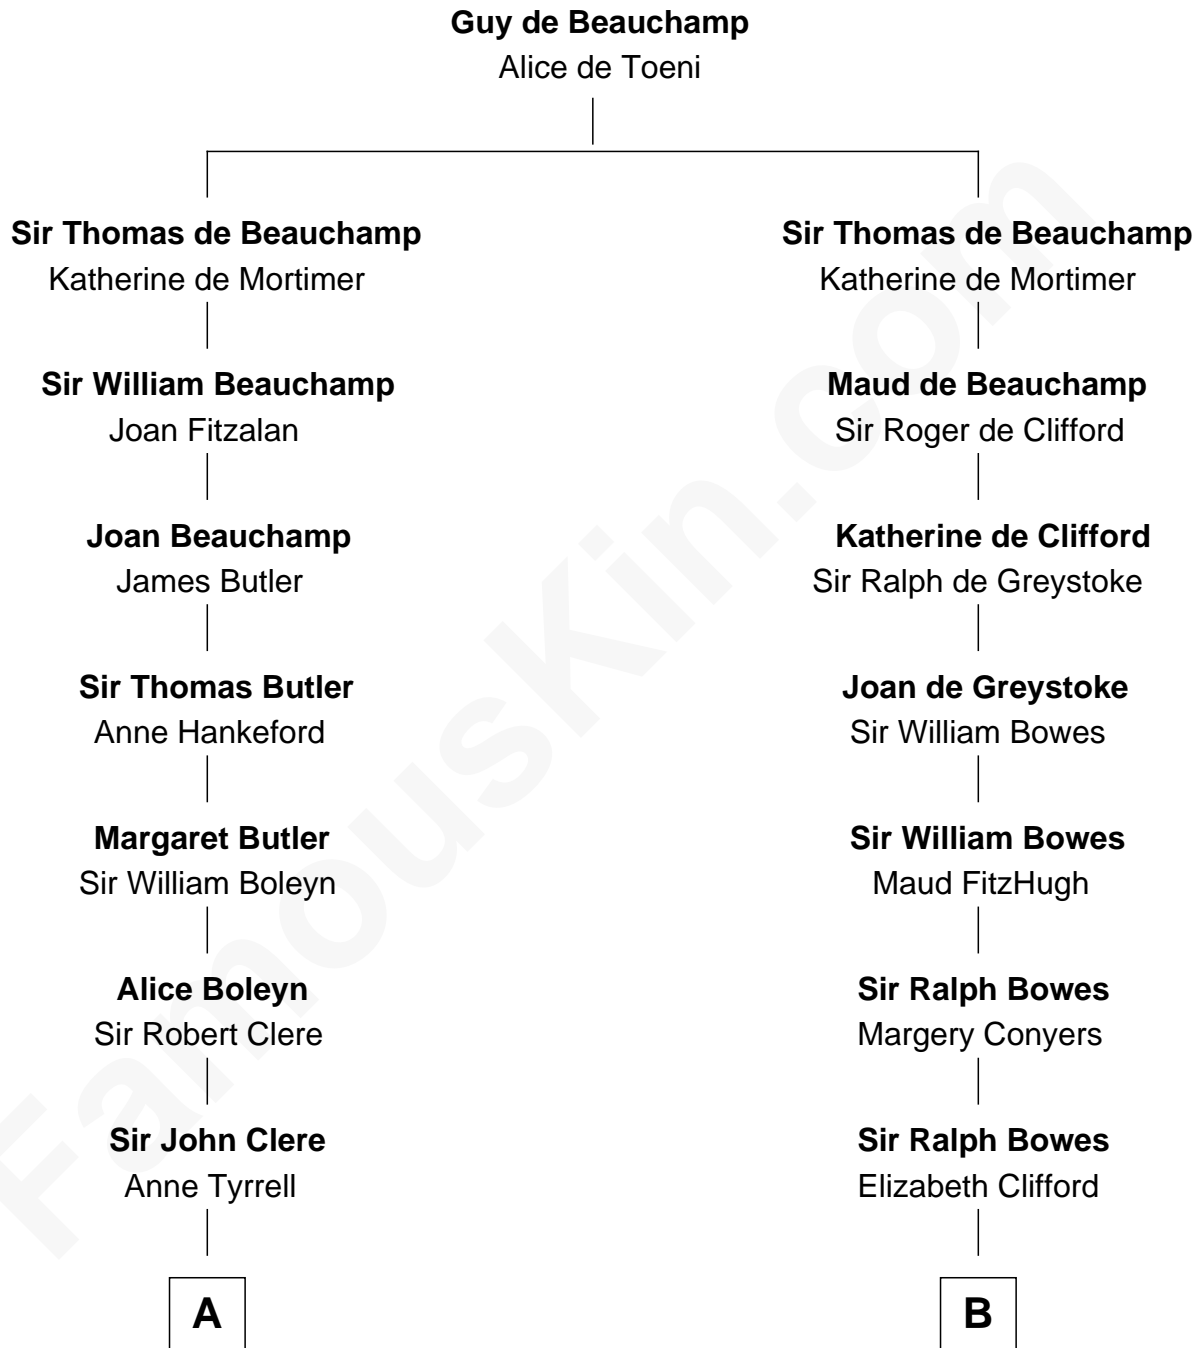 Guy de Beauchamp
Alice de Toeni
Sir Thomas de Beauchamp
Katherine de Mortimer
Sir Thomas de Beauchamp
Katherine de Mortimer
Sir William Beauchamp
Joan Fitzalan
Maud de Beauchamp
Sir Roger de Clifford
Joan Beauchamp
James Butler
Katherine de Clifford
Sir Ralph de Greystoke
Sir Thomas Butler
Anne Hankeford
Joan de Greystoke
Sir William Bowes
Margaret Butler
Sir William Boleyn
Sir William Bowes
Maud FitzHugh
Alice Boleyn
Sir Robert Clere
Sir Ralph Bowes
Margery Conyers
Sir John Clere
Anne Tyrrell
Sir Ralph Bowes
Elizabeth Clifford
A
B
FamousKin.com